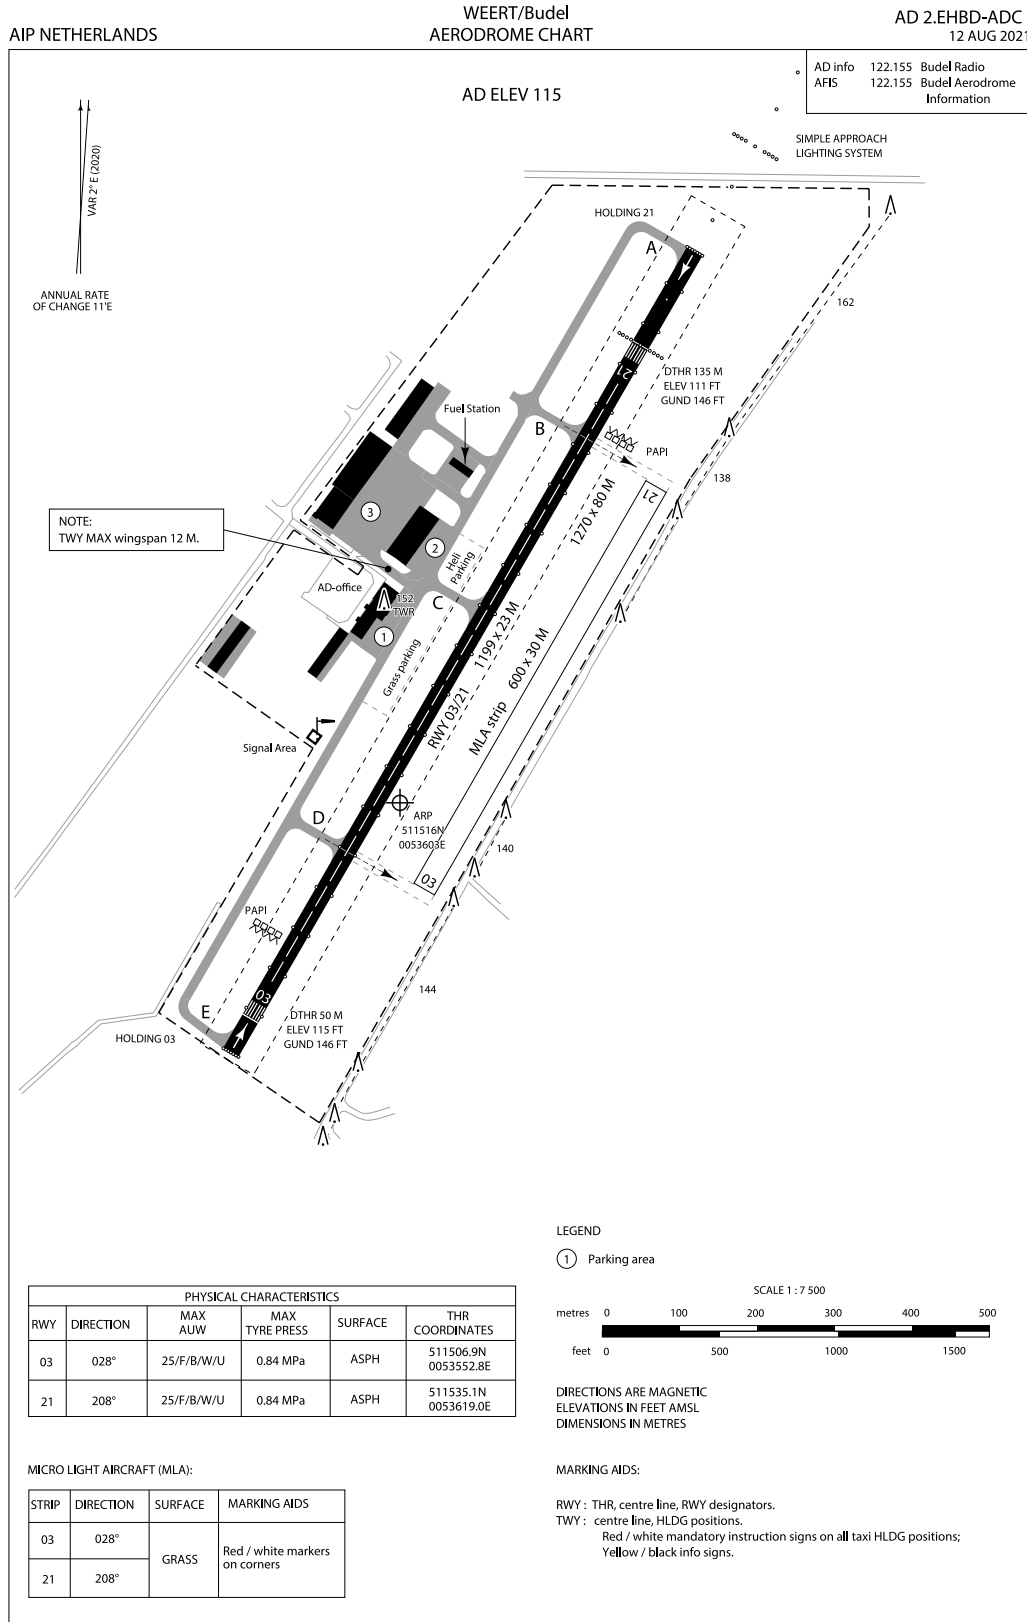 WEERT/Budel
AERODROME CHART
AIP NETHERLANDS
AD 2.EHBD-ADC
12 AUG 2021
AD info 122.155 Budel Radio
AFIS 122.155 Budel Aerodrome
Information
AD ELEV 115
VAR 2° E (2020)
ANNUAL RATE
OF CHANGE 11'E
SIMPLE APPROACH
LIGHTING SYSTEM
HOLDING 21
A
162
21
DTHR 135 M
ELEV 111 FT
GUND 146 FT
Fuel Station
B
PAPI
138
21
1270 x 80 M
NOTE:
TWY MAX wingspan 12 M.
3
2
Heli
Parking
AD-office
152
TWR
C
1
Grass parking
1199 x 23 M
600 x 30 M
RWY 03/21
MLA strip
Signal Area
ARP
511516N
0053603E
D
140
03
PAPI
144
03
E
DTHR 50 M
ELEV 115 FT
GUND 146 FT
HOLDING 03
LEGEND
1 Parking area
SCALE 1 : 7 500
metres 0 100 200 300 400 500
feet 0 500 1000 1500
PHYSICAL CHARACTERISTICS
RWY DIRECTION MAX AUW MAX TYRE PRESS SURFACE THR COORDINATES
03 028° 25/F/B/W/U 0.84 MPa ASPH 511506.9N 0053552.8E
21 208° 25/F/B/W/U 0.84 MPa ASPH 511535.1N 0053619.0E
DIRECTIONS ARE MAGNETIC
ELEVATIONS IN FEET AMSL
DIMENSIONS IN METRES
MICRO LIGHT AIRCRAFT (MLA):
STRIP DIRECTION SURFACE MARKING AIDS
03 028° GRASS Red / white markers on corners
21 208°
MARKING AIDS:
RWY : THR, centre line, RWY designators.
TWY : centre line, HLDG positions.
Red / white mandatory instruction signs on all taxi HLDG positions;
Yellow / black info signs.